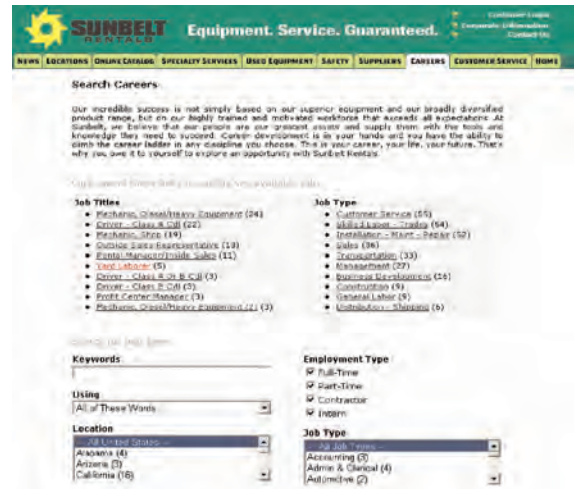 SUNBELT
RENTALS
Equipment. Service. Guaranteed.
Customer Login
Corporate Information
Contact Us
NEWS LOCATIONS ONLINE CATALOG SPECIALTY SERVICES USED EQUIPMENT SAFETY SUPPLIERS CAREERS CUSTOMER SERVICE HOME
Search Careers
Our incredible success is not simply based on our superior equipment and our broadly diversified
product range, but on our highly trained and motivated workforce that exceeds all expectations. At
Sunbelt, we believe that our people are our greatest assets and supply them with the tools and
knowledge they need to succeed. Career development is in your hands and you have the ability to
climb the career ladder in any discipline you choose. This is your career, your life, your future. That's
why you owe it to yourself to explore an opportunity with Sunbelt Rentals.
Job Titles
Mechanic, Diesel/Heavy Equipment (24)
Driver - Class A Cdl (22)
Mechanic, Shop (19)
Outside Sales Representative (18)
Rental Manager/Inside Sales (11)
Yard Laborer (5)
Driver - Class A Or B Cdl (3)
Driver - Class B Cdl (3)
Profit Center Manager (3)
Mechanic, Diesel/Heavy Equipment (2) (3)
Job Type
Customer Service (55)
Skilled Labor - Trades (54)
Installation - Maint - Repair (52)
Sales (36)
Transportation (33)
Management (27)
Business Development (16)
Construction (9)
General Labor (9)
Distribution - Shipping (6)
Keywords
Using
All of These Words
Location
-- All United States --
Alabama (4)
Arizona (3)
California (16)
Employment Type
Full-Time
Part-Time
Contractor
Intern
Job Type
-- All Job Types --
Accounting (3)
Admin & Clerical (4)
Automotive (2)